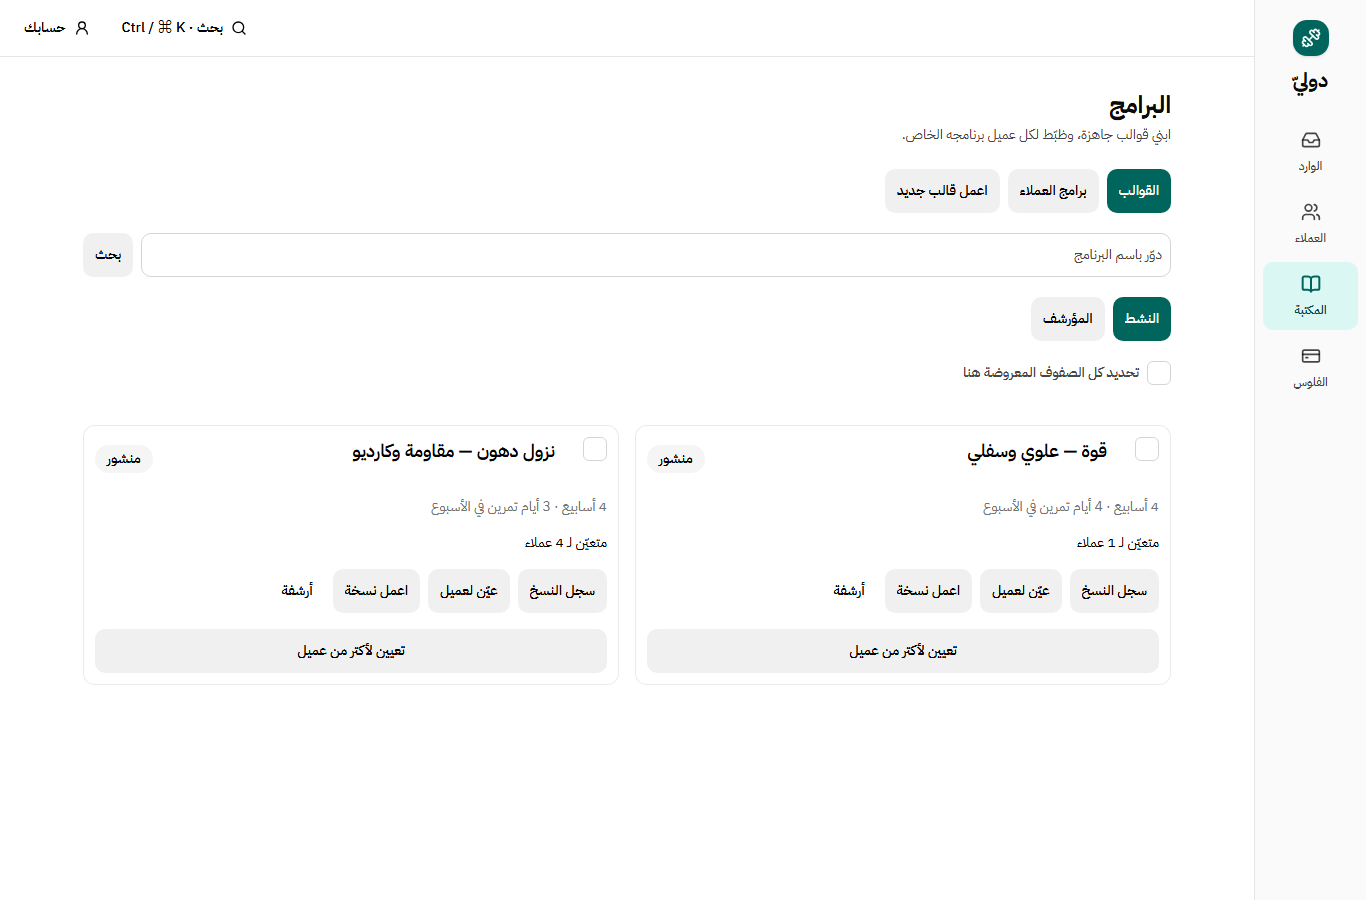 دوليّ
الوارد
العملاء
المكتبة
الفلوس
بحث · Ctrl / ⌘ K
حسابك
البرامج
ابني قوالب جاهزة، وظبّط لكل عميل برنامجه الخاص.
القوالب
برامج العملاء
اعمل قالب جديد
دوّر باسم البرنامج
بحث
النشط
المؤرشف
تحديد كل الصفوف المعروضة هنا
قوة — علوي وسفلي
منشور
4 أسابيع · 4 أيام تمرين في الأسبوع
متعيّن لـ 1 عملاء
سجل النسخ
عيّن لعميل
اعمل نسخة
أرشفة
تعيين لأكتر من عميل
نزول دهون — مقاومة وكارديو
منشور
4 أسابيع · 3 أيام تمرين في الأسبوع
متعيّن لـ 4 عملاء
سجل النسخ
عيّن لعميل
اعمل نسخة
أرشفة
تعيين لأكتر من عميل